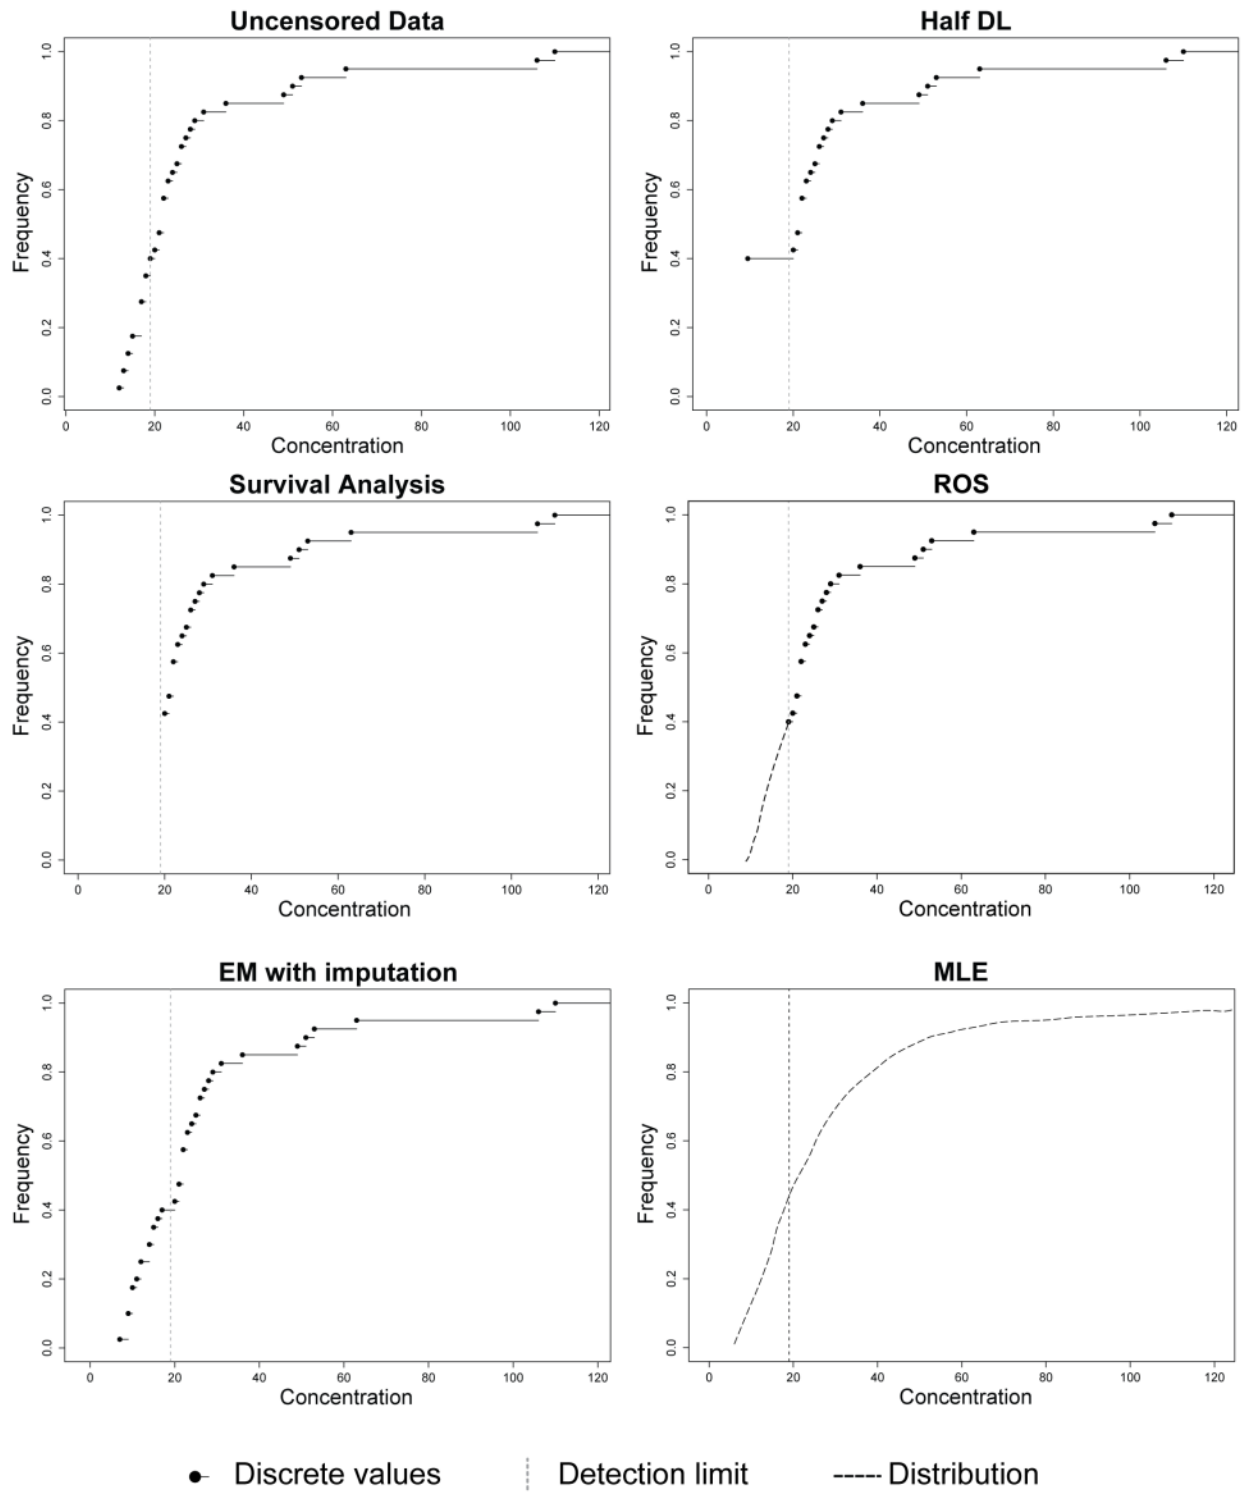 Uncensored Data
Half DL
Frequency
0.0 0.2 0.4 0.6 0.8 1.0
0 20 40 60 80 100 120
Concentration
Frequency
0.0 0.2 0.4 0.6 0.8 1.0
0 20 40 60 80 100 120
Concentration
Survival Analysis
ROS
Frequency
0.0 0.2 0.4 0.6 0.8 1.0
0 20 40 60 80 100 120
Concentration
Frequency
0.0 0.2 0.4 0.6 0.8 1.0
0 20 40 60 80 100 120
Concentration
EM with imputation
MLE
Frequency
0.0 0.2 0.4 0.6 0.8 1.0
0 20 40 60 80 100 120
Concentration
Frequency
0.0 0.2 0.4 0.6 0.8 1.0
0 20 40 60 80 100 120
Concentration
Discrete values
Detection limit
Distribution